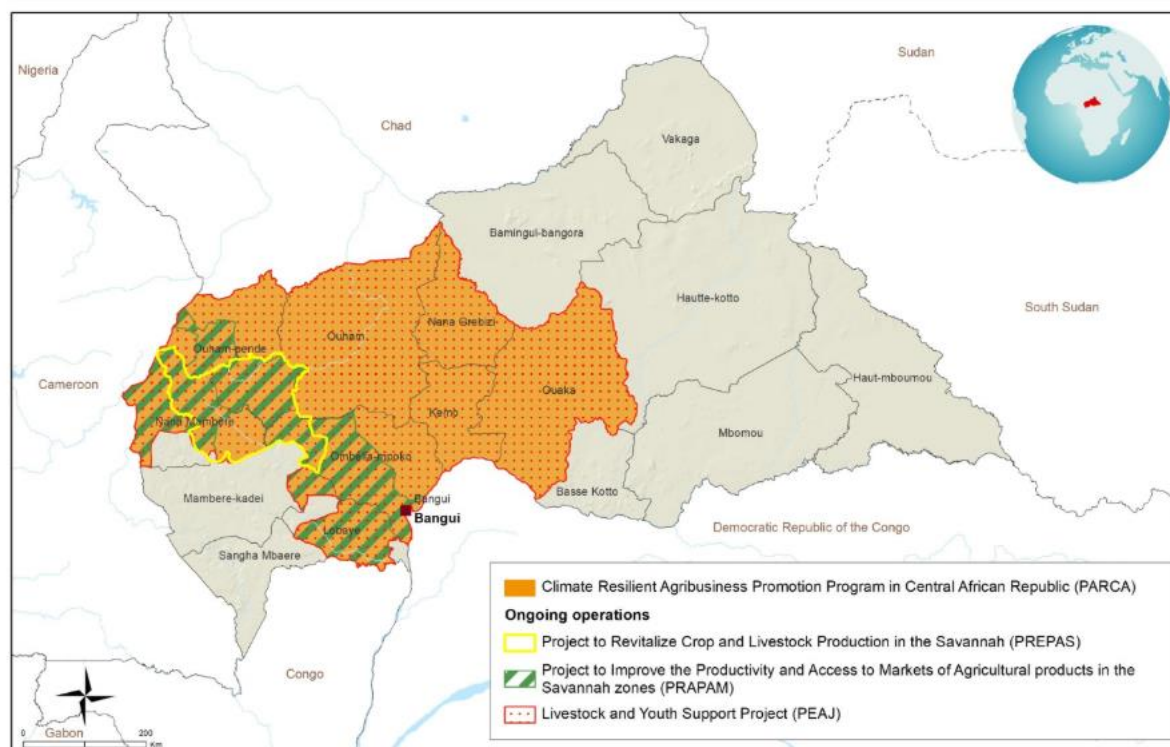 Nigeria
Sudan
Chad
Vakaga
Bamingui-bangora
Hautte-kotto
South Sudan
Nana Grebizi
Ouham
Ouham-pende
Cameroon
Haut-mboumou
Ouaka
Kemo
Nana Mambere
Mbomou
Ombella-mpoko
Basse Kotto
Mambere-kadei
Bangui
Bangui
Democratic Republic of the Congo
Lobaye
Sangha Mbaere
Congo
Gabon
0 200
Km
Climate Resilient Agribusiness Promotion Program in Central African Republic (PARCA)
Ongoing operations
Project to Revitalize Crop and Livestock Production in the Savannah (PREPAS)
Project to Improve the Productivity and Access to Markets of Agricultural products in the
Savannah zones (PRAPAM)
Livestock and Youth Support Project (PEAJ)